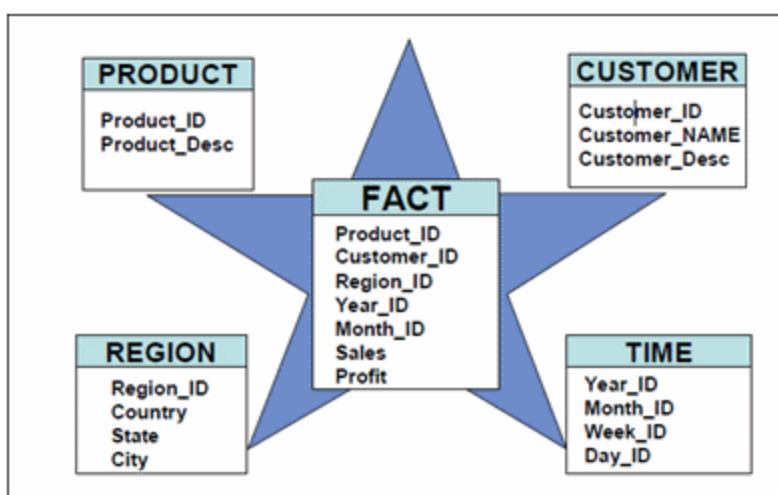 PRODUCT
Product_ID
Product_Desc
CUSTOMER
Customer_ID
Customer_NAME
Customer_Desc
FACT
Product_ID
Customer_ID
Region_ID
Year_ID
Month_ID
Sales
Profit
REGION
Region_ID
Country
State
City
TIME
Year_ID
Month_ID
Week_ID
Day_ID